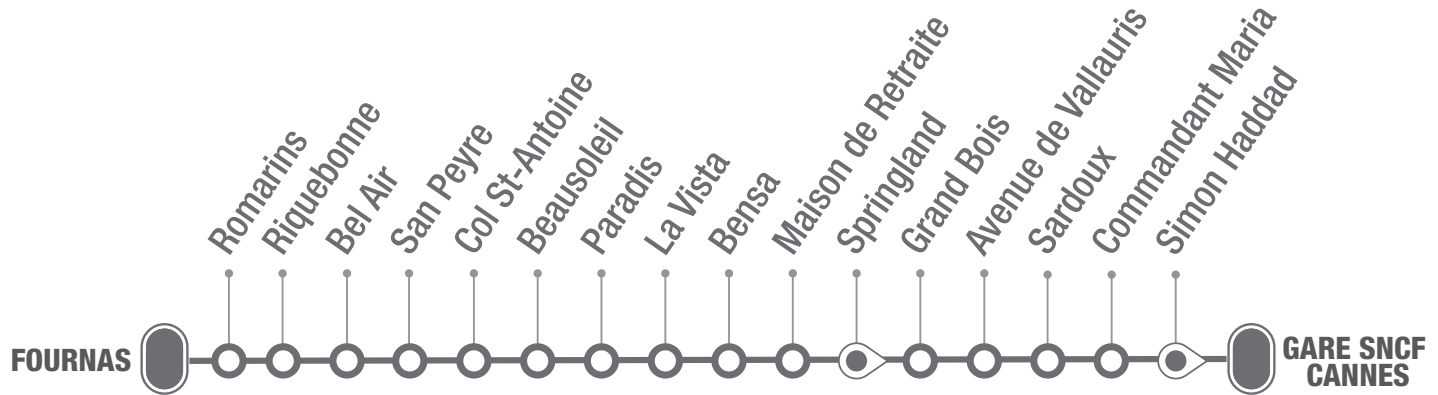 FOURNAS
Romarins
Riquebonne
Bel Air
San Peyre
Col St-Antoine
Beausoleil
Paradis
La Vista
Bensa
Maison de Retraite
Springland
Grand Bois
Avenue de Vallauris
Sardoux
Commandant Maria
Simon Haddad
GARE SNCF
CANNES